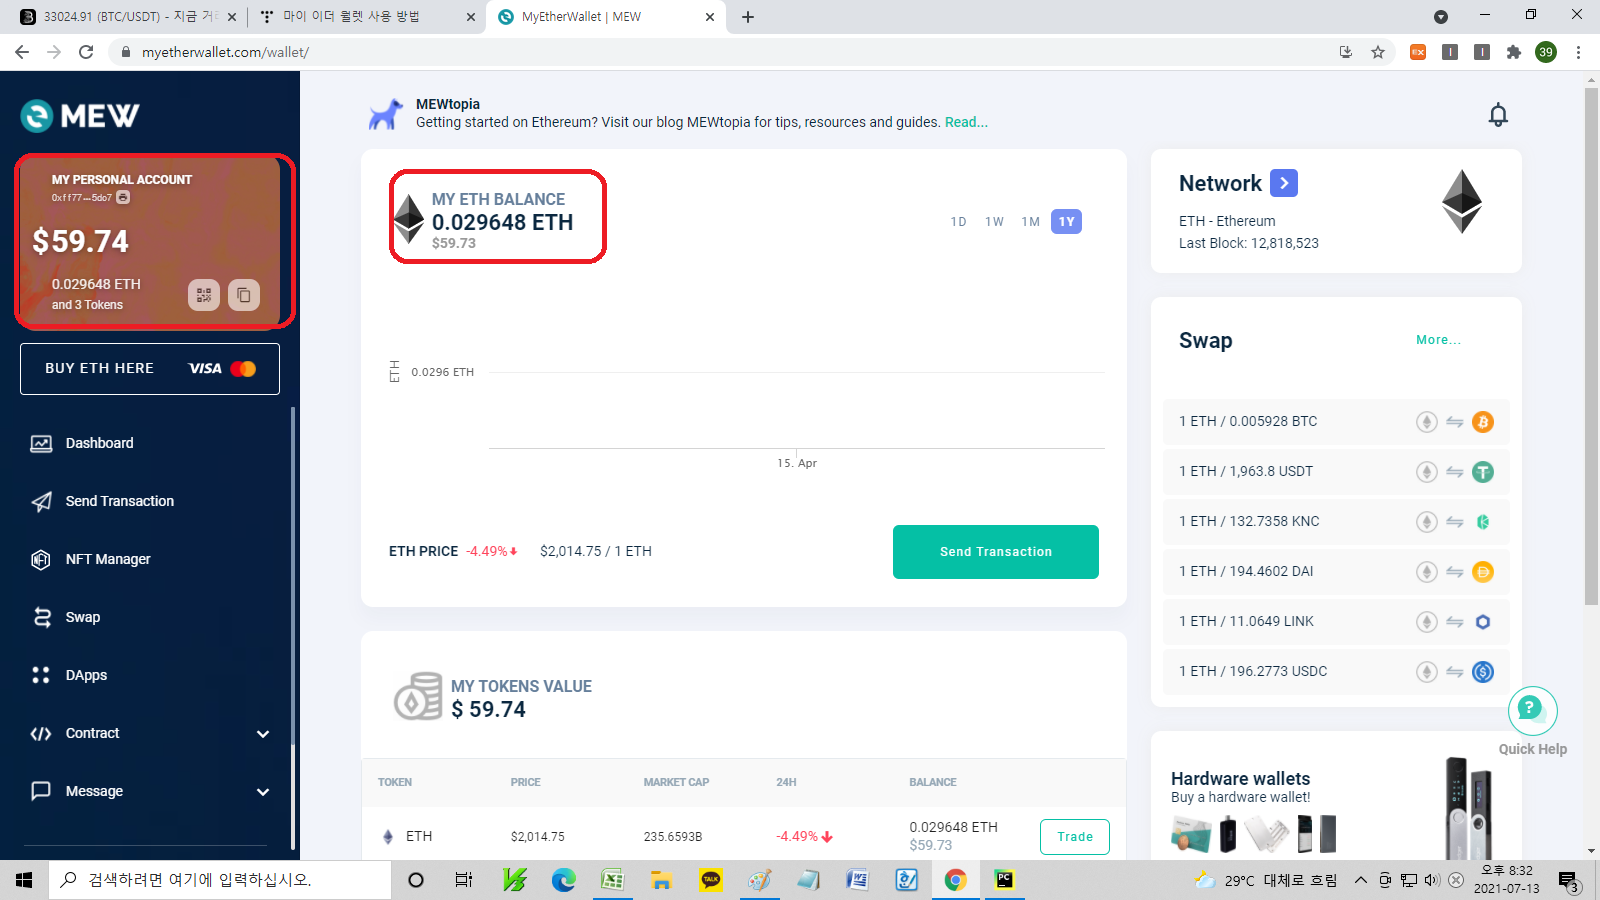 33024.91 (BTC/USDT) - 지금 거
마이 이더 월렛 사용 방법
MyEtherWallet | MEW
myetherwallet.com/wallet/
39
MEW
MY PERSONAL ACCOUNT
0xff77...5do7
$59.74
0.029648 ETH
and 3 Tokens
BUY ETH HERE
VISA
Dashboard
Send Transaction
NFT Manager
Swap
DApps
Contract
Message
MEWtopia
Getting started on Ethereum? Visit our blog MEWtopia for tips, resources and guides. Read...
MY ETH BALANCE
0.029648 ETH
$59.73
1D 1W 1M 1Y
ETH
0.0296 ETH
15. Apr
ETH PRICE -4.49% $2,014.75 / 1 ETH
Send Transaction
MY TOKENS VALUE
$ 59.74
TOKEN PRICE MARKET CAP 24H BALANCE
ETH $2,014.75 235.6593B -4.49% 0.029648 ETH
$59.73
Trade
Network
ETH - Ethereum
Last Block: 12,818,523
Swap
More...
1 ETH / 0.005928 BTC
1 ETH / 1,963.8 USDT
1 ETH / 132.7358 KNC
1 ETH / 194.4602 DAI
1 ETH / 11.0649 LINK
1 ETH / 196.2773 USDC
Quick Help
Hardware wallets
Buy a hardware wallet!
검색하려면 여기에 입력하십시오.
TALK
PC
29°C 대체로 흐림
오후 8:32
2021-07-13
3